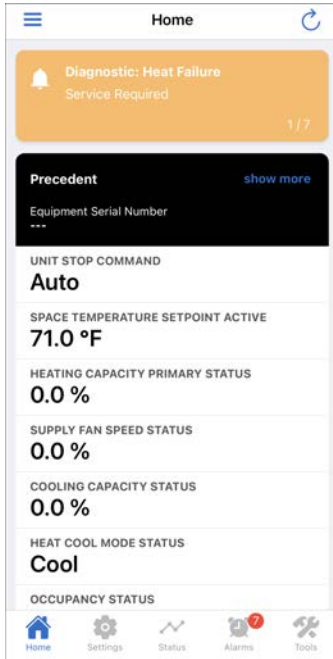 Home
Diagnostic: Heat Failure
Service Required
1 / 7
Precedent show more
Equipment Serial Number
---
UNIT STOP COMMAND
Auto
SPACE TEMPERATURE SETPOINT ACTIVE
71.0 °F
HEATING CAPACITY PRIMARY STATUS
0.0 %
SUPPLY FAN SPEED STATUS
0.0 %
COOLING CAPACITY STATUS
0.0 %
HEAT COOL MODE STATUS
Cool
OCCUPANCY STATUS
7
Home Settings Status Alarms Tools